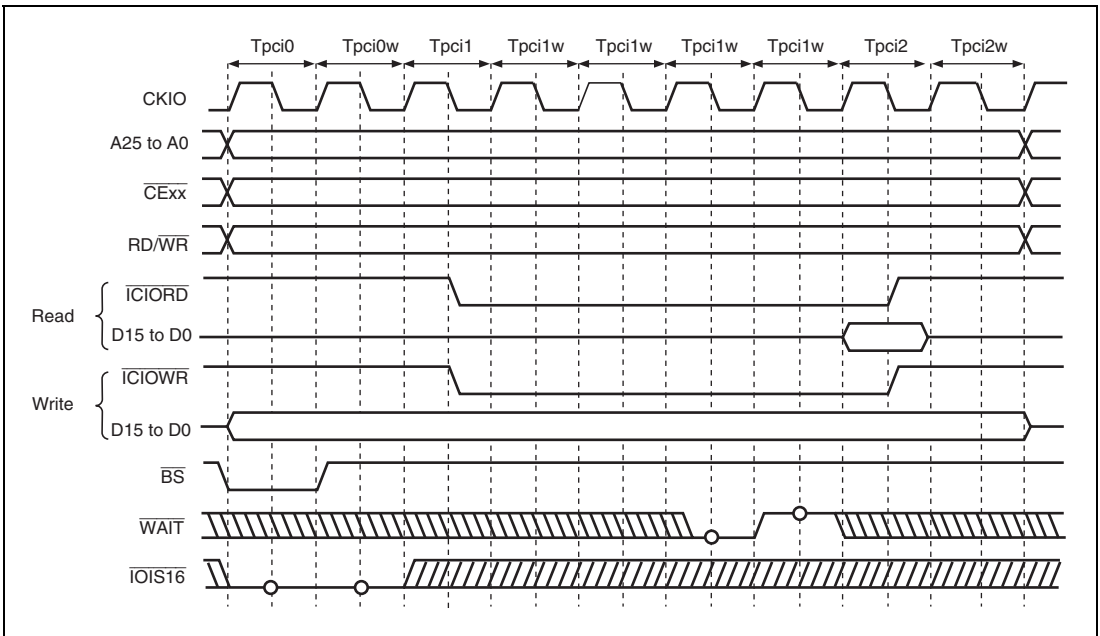 Tpci0 Tpci0w Tpci1 Tpci1w Tpci1w Tpci1w Tpci1w Tpci2 Tpci2w
CKIO
A25 to A0
CExx
RD/WR
ICIORD
Read
D15 to D0
ICIOWR
Write
D15 to D0
BS
WAIT
IOIS16